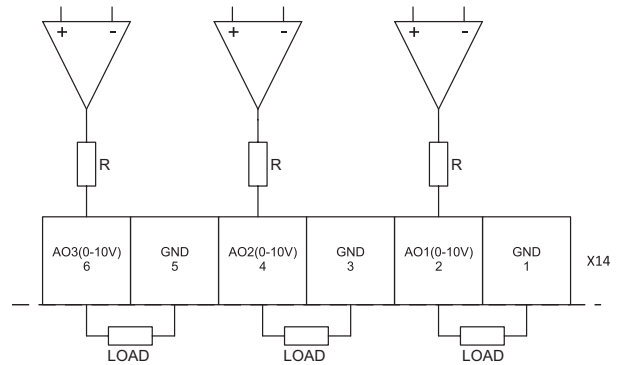 + -
+ -
+ -
R
R
R
AO3(0-10V)
6
GND
5
AO2(0-10V)
4
GND
3
AO1(0-10V)
2
GND
1
X14
LOAD
LOAD
LOAD